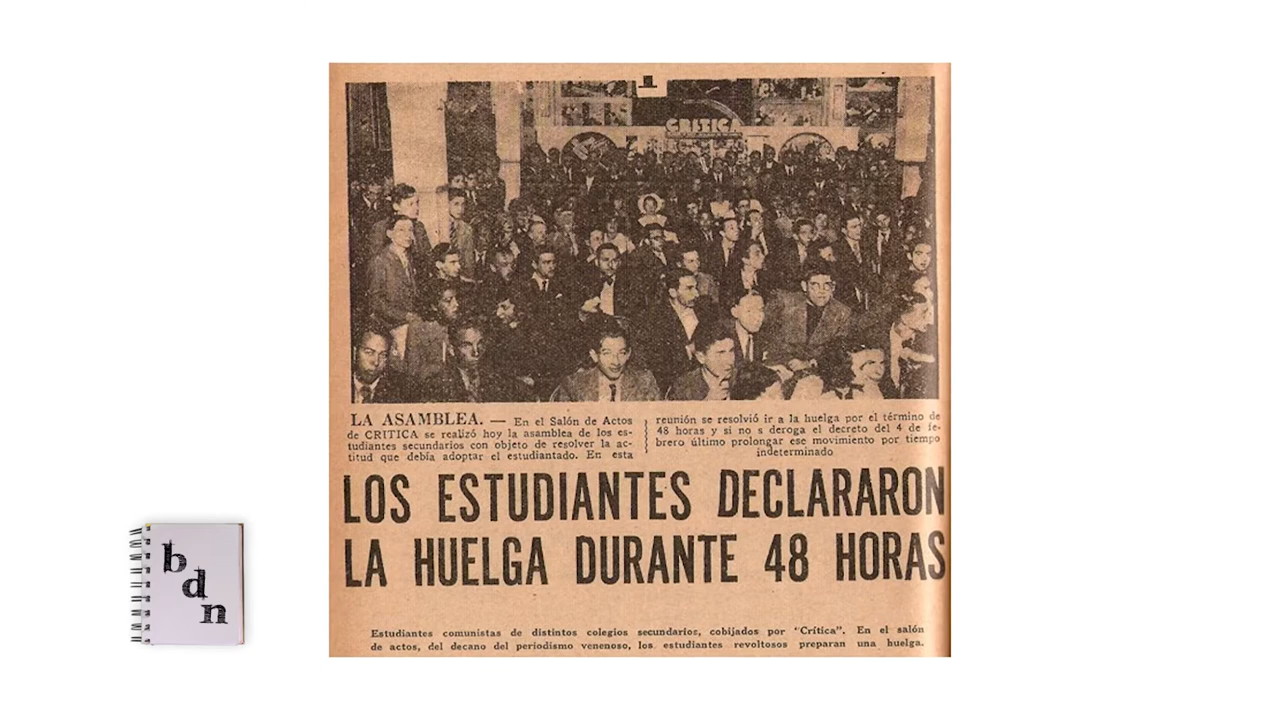 CRITICA
LA ASAMBLEA. — En el Salón de Actos
de CRITICA se realizó hoy la asamblea de los es-
tudiantes secundarios con objeto de resolver la ac-
titud que debía adoptar el estudiantado. En esta
reunión se resolvió ir a la huelga por el término de
48 horas y si no s deroga el decreto del 4 de fe-
brero último prolongar ese movimiento por tiempo
indeterminado
LOS ESTUDIANTES DECLARARON
LA HUELGA DURANTE 48 HORAS
Estudiantes comunistas de distintos colegios secundarios, cobijados por "Crítica". En el salón
de actos, del decano del periodismo venenoso, los estudiantes revoltosos preparan una huelga.
b
d
n